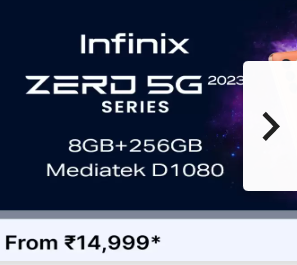 Infinix
ZERO 5G 2023
SERIES
8GB+256GB
Mediatek D1080
From ₹14,999*